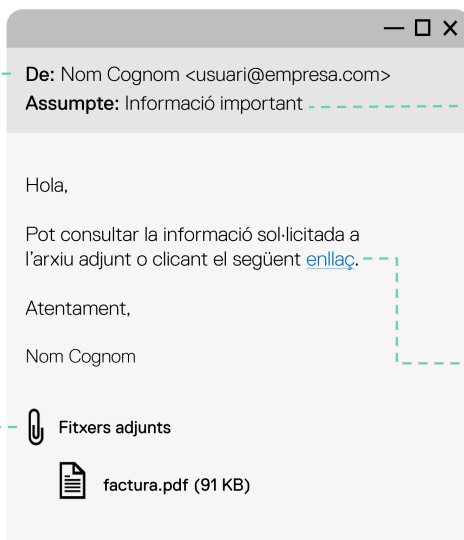 De: Nom Cognom <usuari@empresa.com>
Assumpte: Informació important
Hola,
Pot consultar la informació sol·licitada a
l’arxiu adjunt o clicant el següent enllaç.
Atentament,
Nom Cognom
Fitxers adjunts
factura.pdf (91 KB)